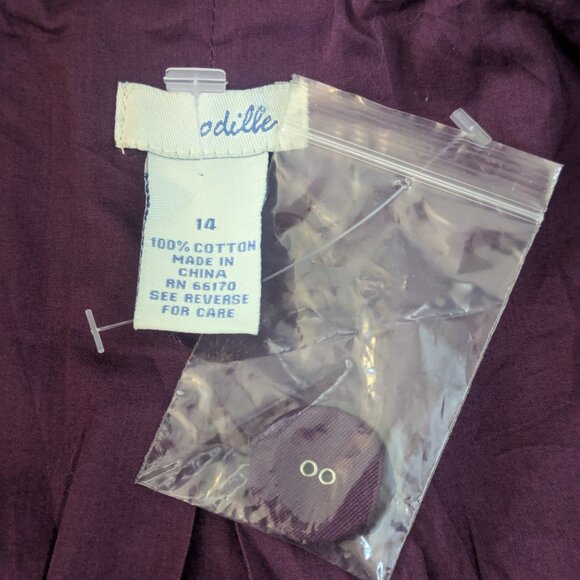 odille
14
100% COTTON
MADE IN
CHINA
RN 66170
SEE REVERSE
FOR CARE